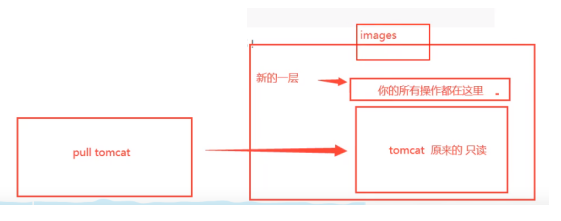 images
新的一层
你的所有操作都在这里
pull tomcat
tomcat 原来的 只读